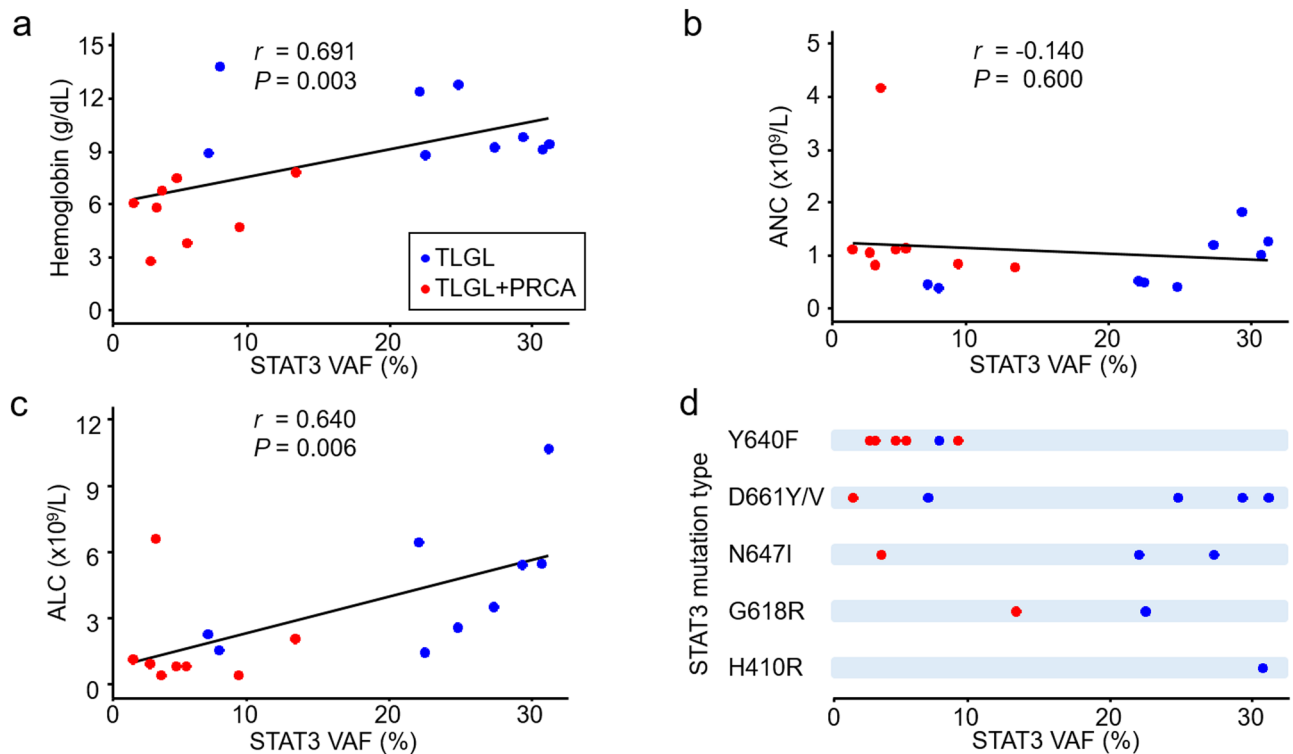 a
r = 0.691
P = 0.003
Hemoglobin (g/dL)
15
12
9
6
3
0
TLGL
TLGL+PRCA
0 10 20 30
STAT3 VAF (%)
b
r = -0.140
P = 0.600
ANC (x10⁹/L)
5
4
3
2
1
0
0 10 20 30
STAT3 VAF (%)
c
r = 0.640
P = 0.006
ALC (x10⁹/L)
12
9
6
3
0
0 10 20 30
STAT3 VAF (%)
d
STAT3 mutation type
Y640F
D661Y/V
N647I
G618R
H410R
0 10 20 30
STAT3 VAF (%)